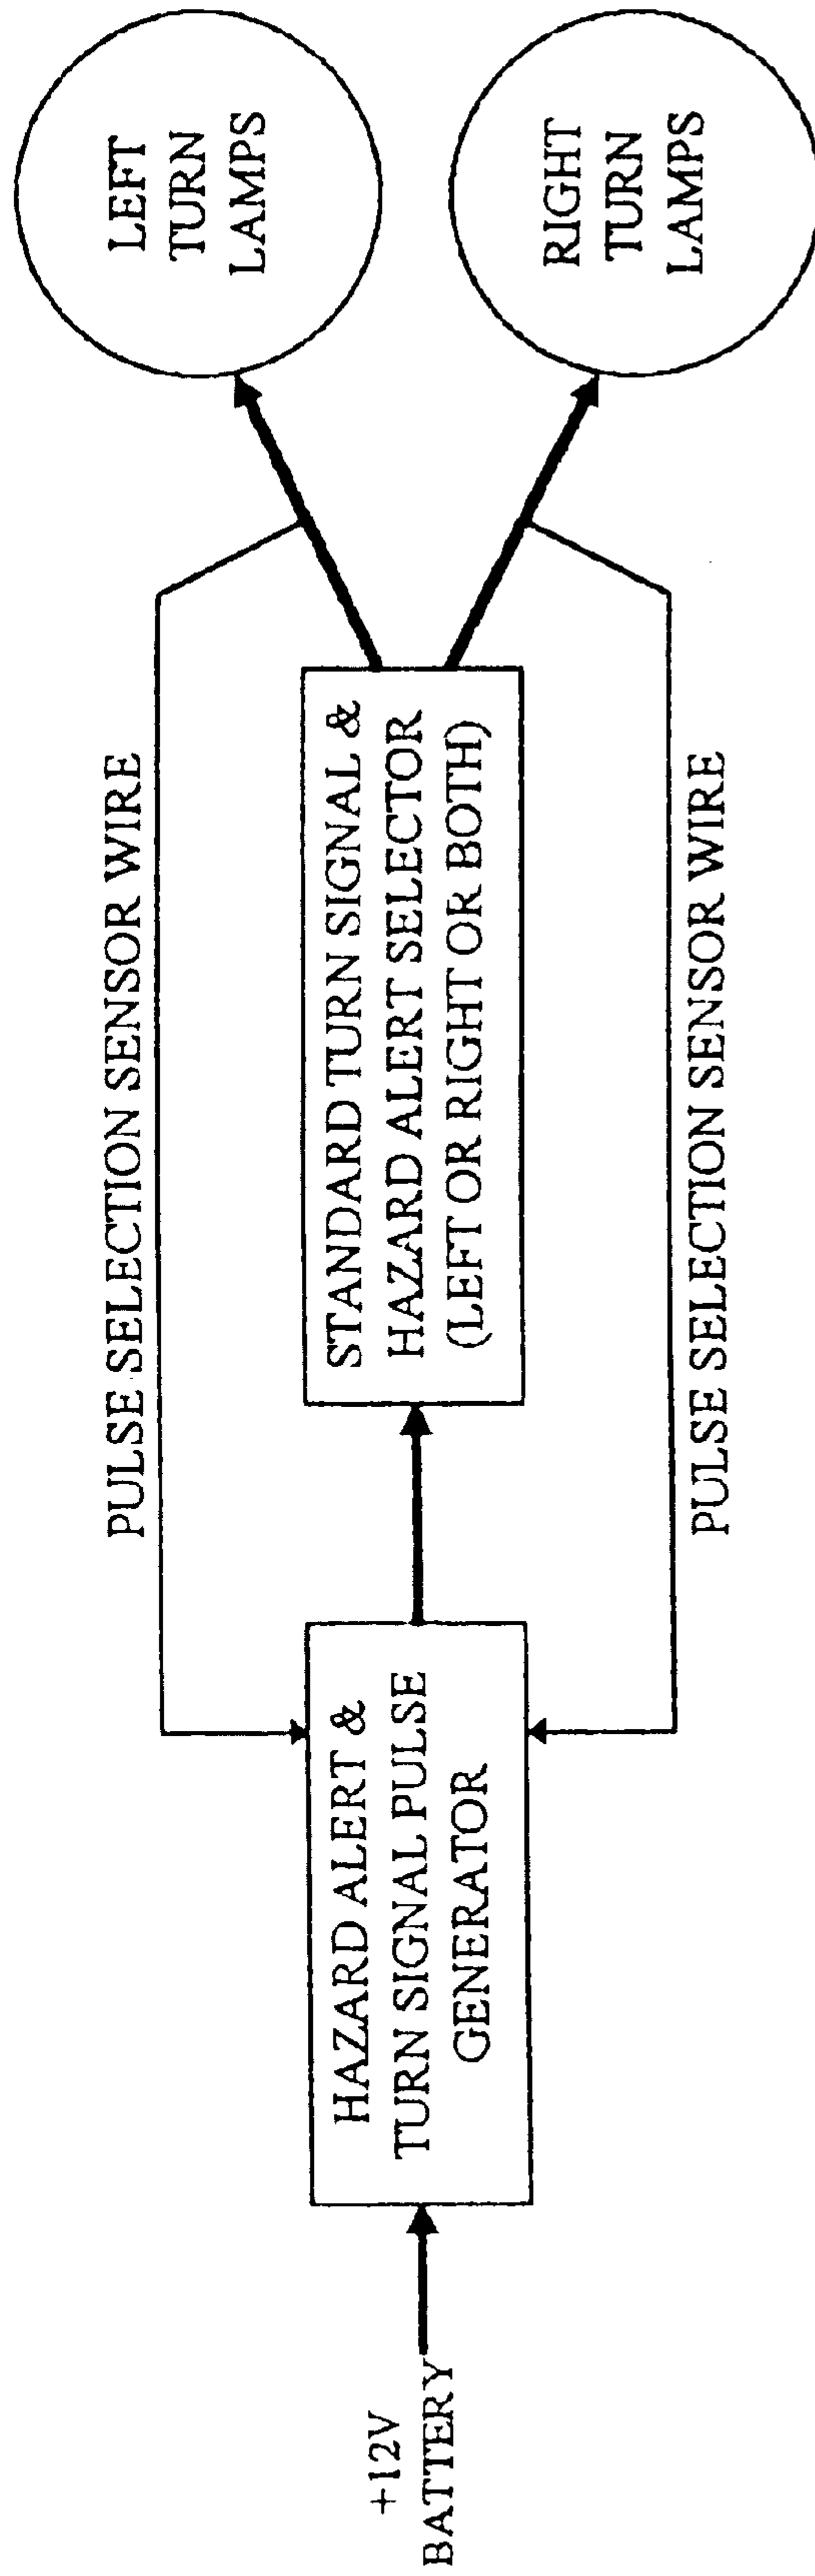 +12V
BATTERY
HAZARD ALERT &
TURN SIGNAL PULSE
GENERATOR
PULSE SELECTION SENSOR WIRE
STANDARD TURN SIGNAL &
HAZARD ALERT SELECTOR
(LEFT OR RIGHT OR BOTH)
PULSE SELECTION SENSOR WIRE
LEFT
TURN
LAMPS
RIGHT
TURN
LAMPS